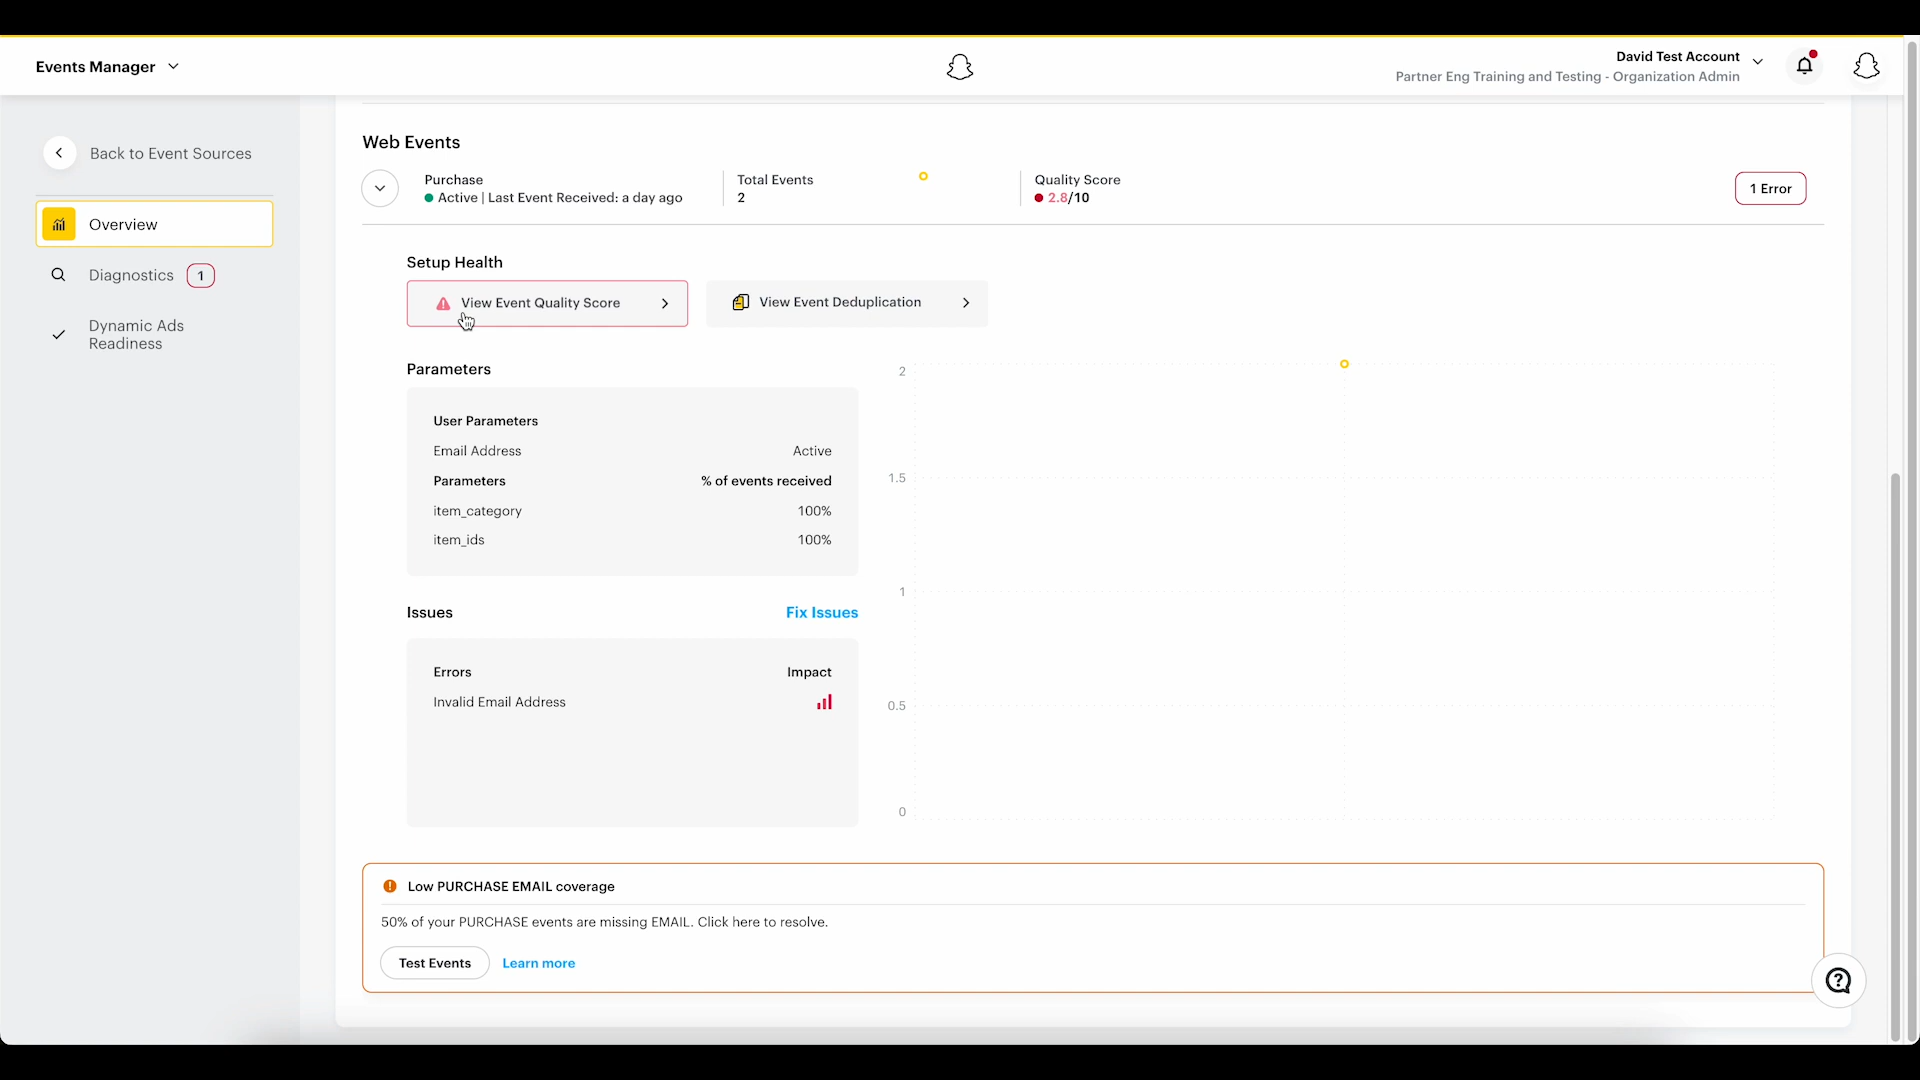 Events Manager
David Test Account
Partner Eng Training and Testing - Organization Admin
Back to Event Sources
Overview
Diagnostics 1
Dynamic Ads
Readiness
Web Events
Purchase
Active | Last Event Received: a day ago
Total Events
2
Quality Score
2.8/10
1 Error
Setup Health
View Event Quality Score
View Event Deduplication
Parameters
User Parameters
Email Address Active
Parameters % of events received
item_category 100%
item_ids 100%
Issues Fix Issues
Errors Impact
Invalid Email Address
2
1.5
1
0.5
0
Low PURCHASE EMAIL coverage
50% of your PURCHASE events are missing EMAIL. Click here to resolve.
Test Events Learn more